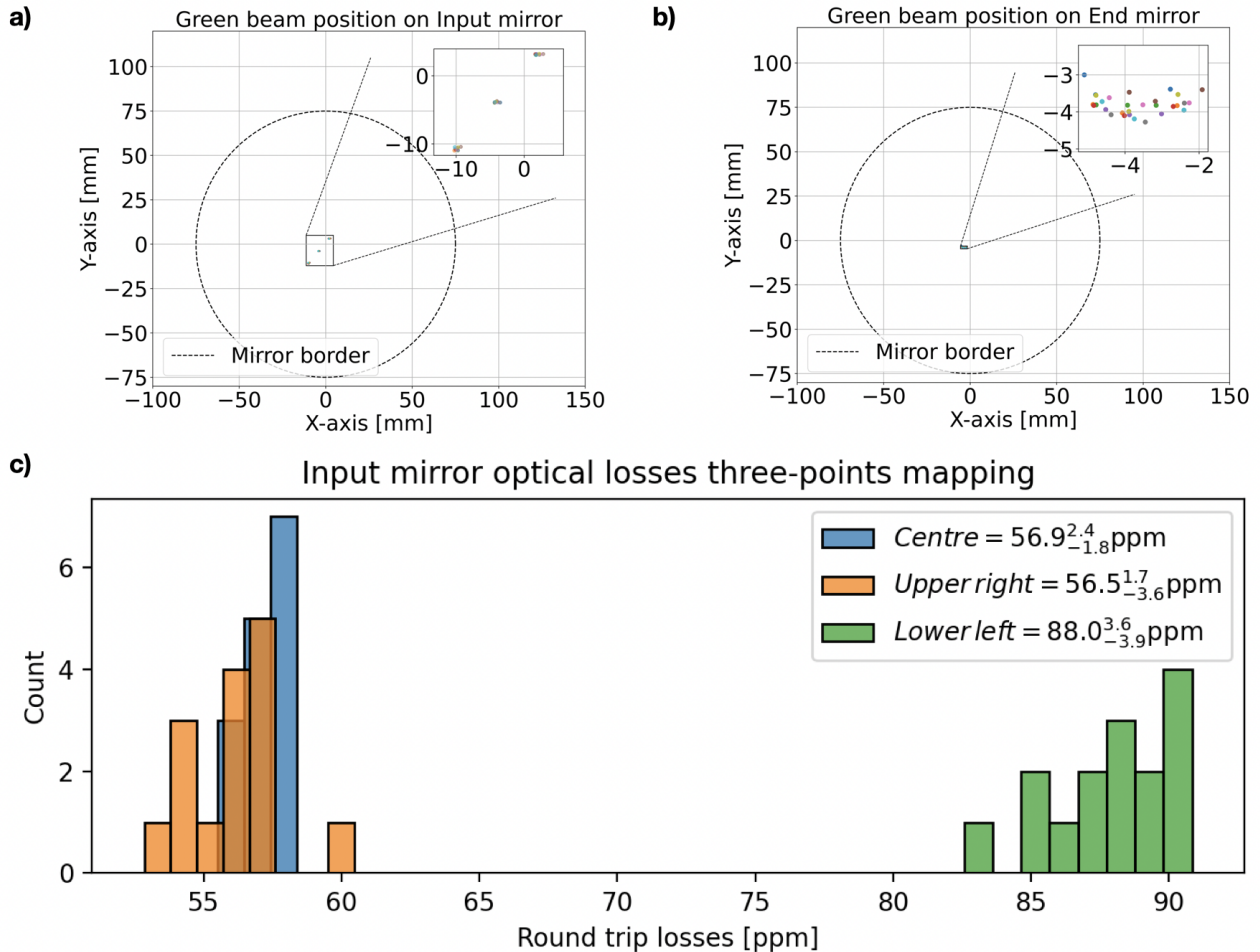 a)
Green beam position on Input mirror
Y-axis [mm]
100
75
50
25
0
−25
−50
−75
0
−10
−10 0
Mirror border
−100 −50 0 50 100 150
X-axis [mm]
b)
Green beam position on End mirror
Y-axis [mm]
100
75
50
25
0
−25
−50
−75
−3
−4
−5
−4 −2
Mirror border
−100 −50 0 50 100 150
X-axis [mm]
c)
Input mirror optical losses three-points mapping
Count
6
4
2
0
Centre = 56.9^{2.4}_{−1.8}ppm
Upper right = 56.5^{1.7}_{−3.6}ppm
Lower left = 88.0^{3.6}_{−3.9}ppm
55 60 65 70 75 80 85 90
Round trip losses [ppm]